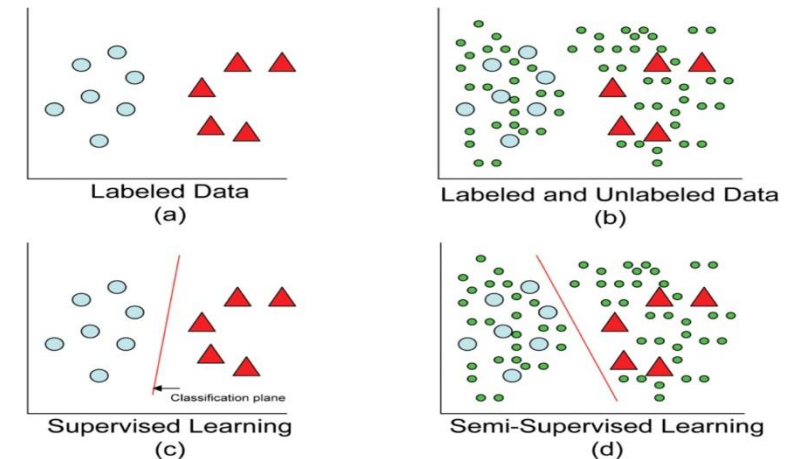 Labeled Data
(a)
Labeled and Unlabeled Data
(b)
Classification plane
Supervised Learning
(c)
Semi-Supervised Learning
(d)